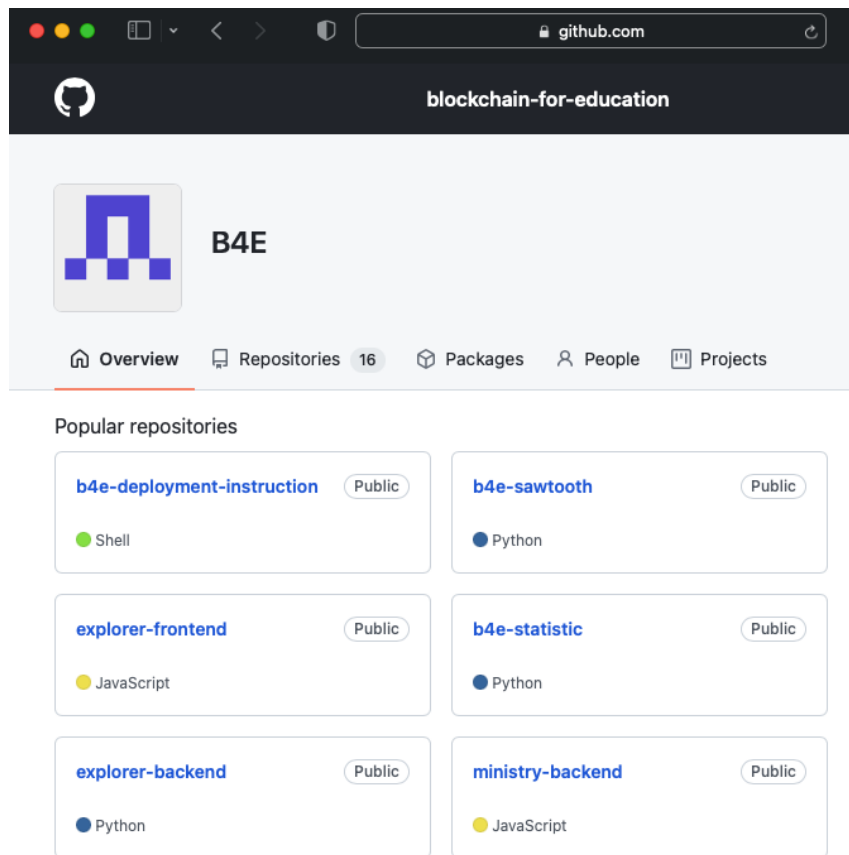 github.com
blockchain-for-education
B4E
Overview Repositories 16 Packages People Projects
Popular repositories
b4e-deployment-instruction Public
Shell
b4e-sawtooth Public
Python
explorer-frontend Public
JavaScript
b4e-statistic Public
Python
explorer-backend Public
Python
ministry-backend Public
JavaScript